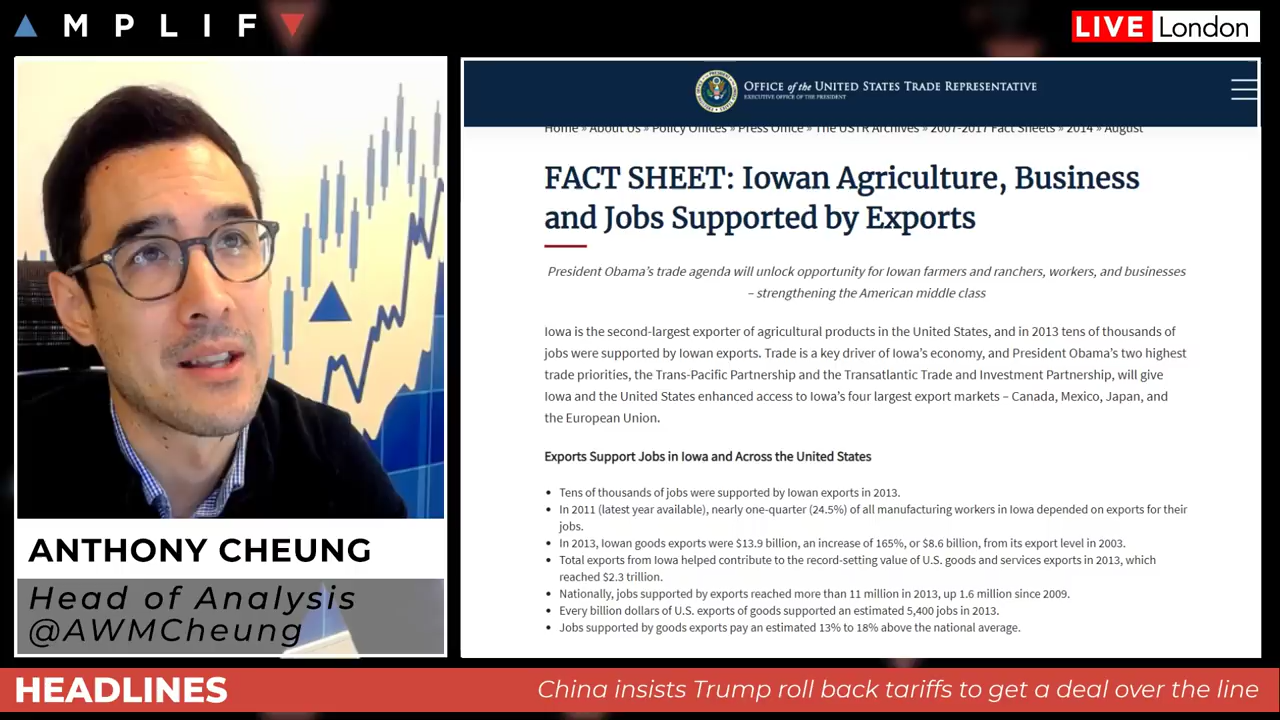 AMPLIFY
LIVE London
OFFICE of the UNITED STATES TRADE REPRESENTATIVE
EXECUTIVE OFFICE OF THE PRESIDENT
Home » About Us » Policy Offices » Press Office » The USTR Archives » 2007-2017 Fact Sheets » 2014 » August
FACT SHEET: Iowan Agriculture, Business
and Jobs Supported by Exports
President Obama's trade agenda will unlock opportunity for Iowan farmers and ranchers, workers, and businesses
– strengthening the American middle class
Iowa is the second-largest exporter of agricultural products in the United States, and in 2013 tens of thousands of
jobs were supported by Iowan exports. Trade is a key driver of Iowa's economy, and President Obama's two highest
trade priorities, the Trans-Pacific Partnership and the Transatlantic Trade and Investment Partnership, will give
Iowa and the United States enhanced access to Iowa's four largest export markets – Canada, Mexico, Japan, and
the European Union.
Exports Support Jobs in Iowa and Across the United States
• Tens of thousands of jobs were supported by Iowan exports in 2013.
• In 2011 (latest year available), nearly one-quarter (24.5%) of all manufacturing workers in Iowa depended on exports for their
jobs.
• In 2013, Iowan goods exports were $13.9 billion, an increase of 165%, or $8.6 billion, from its export level in 2003.
• Total exports from Iowa helped contribute to the record-setting value of U.S. goods and services exports in 2013, which
reached $2.3 trillion.
• Nationally, jobs supported by exports reached more than 11 million in 2013, up 1.6 million since 2009.
• Every billion dollars of U.S. exports of goods supported an estimated 5,400 jobs in 2013.
• Jobs supported by goods exports pay an estimated 13% to 18% above the national average.
ANTHONY CHEUNG
Head of Analysis
@AWMCheung
HEADLINES
China insists Trump roll back tariffs to get a deal over the line